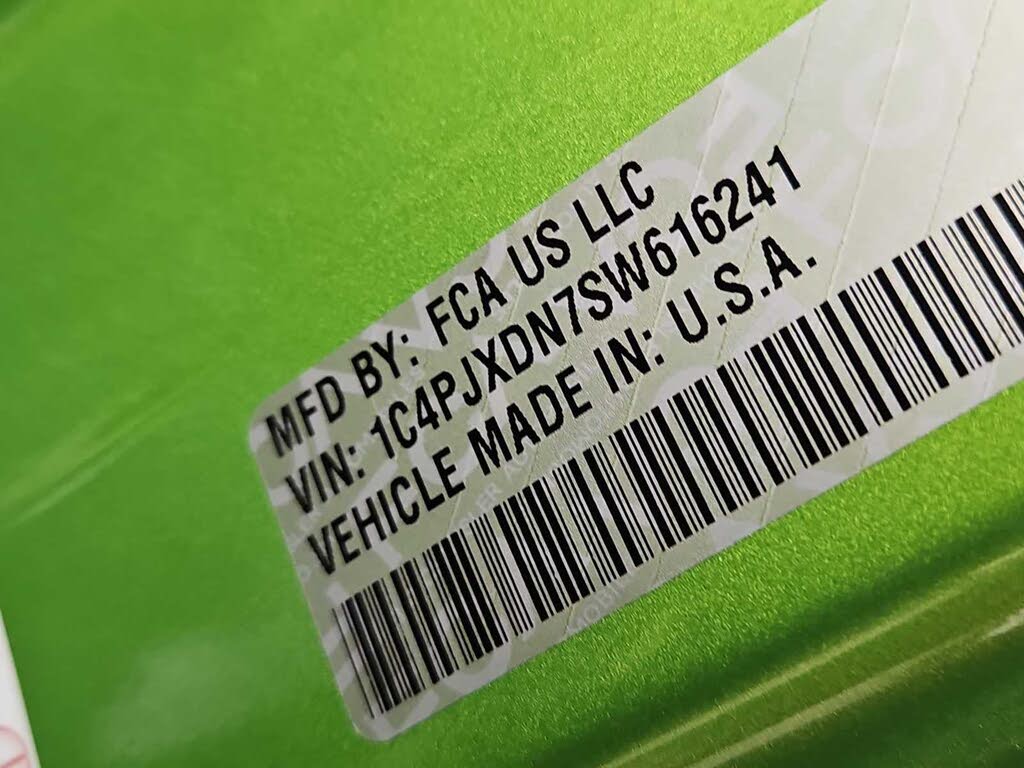 MFD BY: FCA US LLC
VIN: 1C4PJXDN7SW616241
VEHICLE MADE IN: U.S.A.